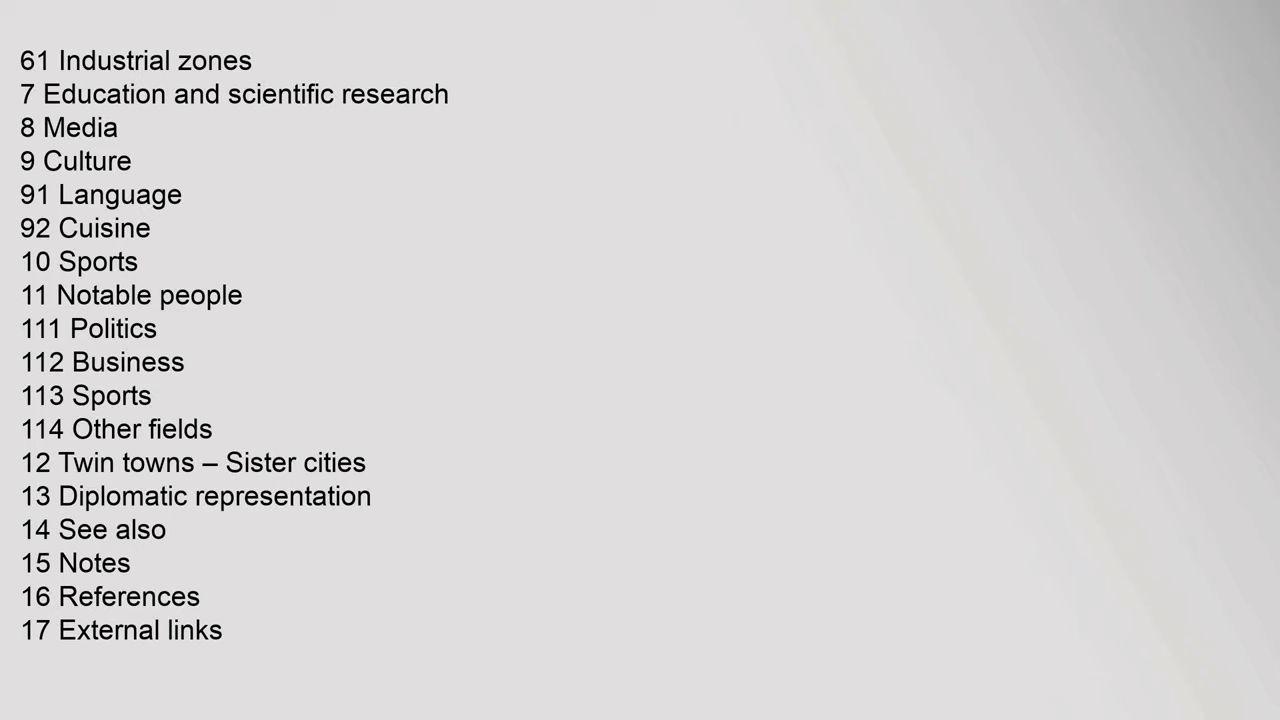 61 Industrial zones
7 Education and scientific research
8 Media
9 Culture
91 Language
92 Cuisine
10 Sports
11 Notable people
111 Politics
112 Business
113 Sports
114 Other fields
12 Twin towns – Sister cities
13 Diplomatic representation
14 See also
15 Notes
16 References
17 External links